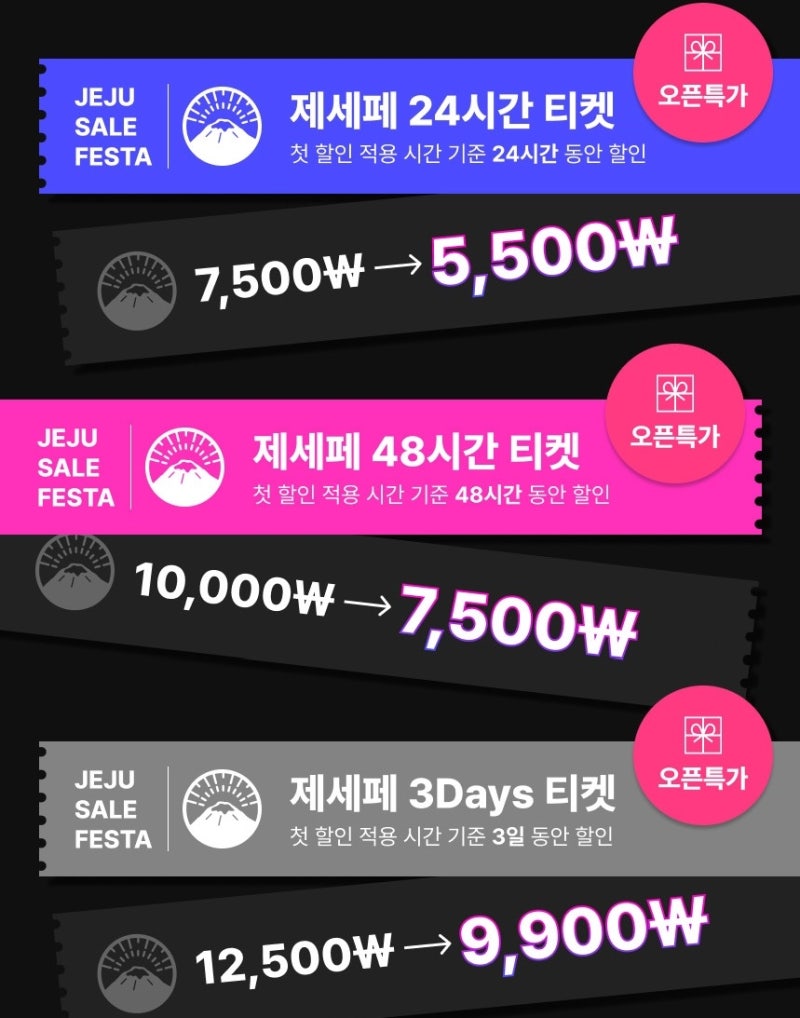 오픈특가
JEJU
SALE
FESTA
제세페 24시간 티켓
첫 할인 적용 시간 기준 24시간 동안 할인
7,500₩ → 5,500₩
오픈특가
JEJU
SALE
FESTA
제세페 48시간 티켓
첫 할인 적용 시간 기준 48시간 동안 할인
10,000₩ → 7,500₩
오픈특가
JEJU
SALE
FESTA
제세페 3Days 티켓
첫 할인 적용 시간 기준 3일 동안 할인
12,500₩ → 9,900₩